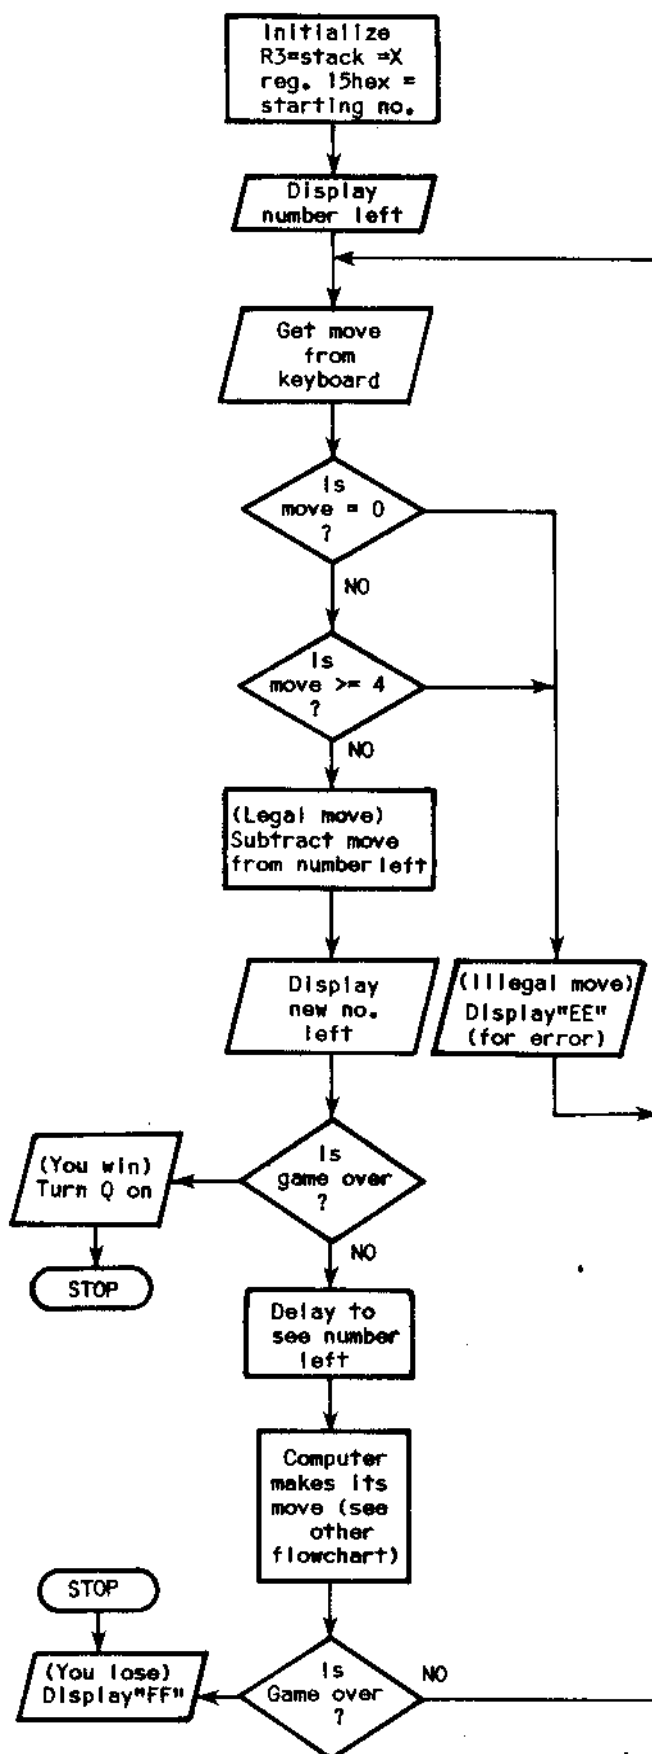 Initialize
R3=stack =X
reg. 15hex =
starting no.
Display
number left
Get move
from
keyboard
Is
move = 0
?
NO
Is
move >= 4
?
NO
(Legal move)
Subtract move
from number left
Display
new no.
left
(Illegal move)
Display"EE"
(for error)
Is
game over
?
(You win)
Turn Q on
STOP
NO
Delay to
see number
left
Computer
makes its
move (see
other
flowchart)
STOP
(You lose)
Display"FF"
Is
Game over
?
NO